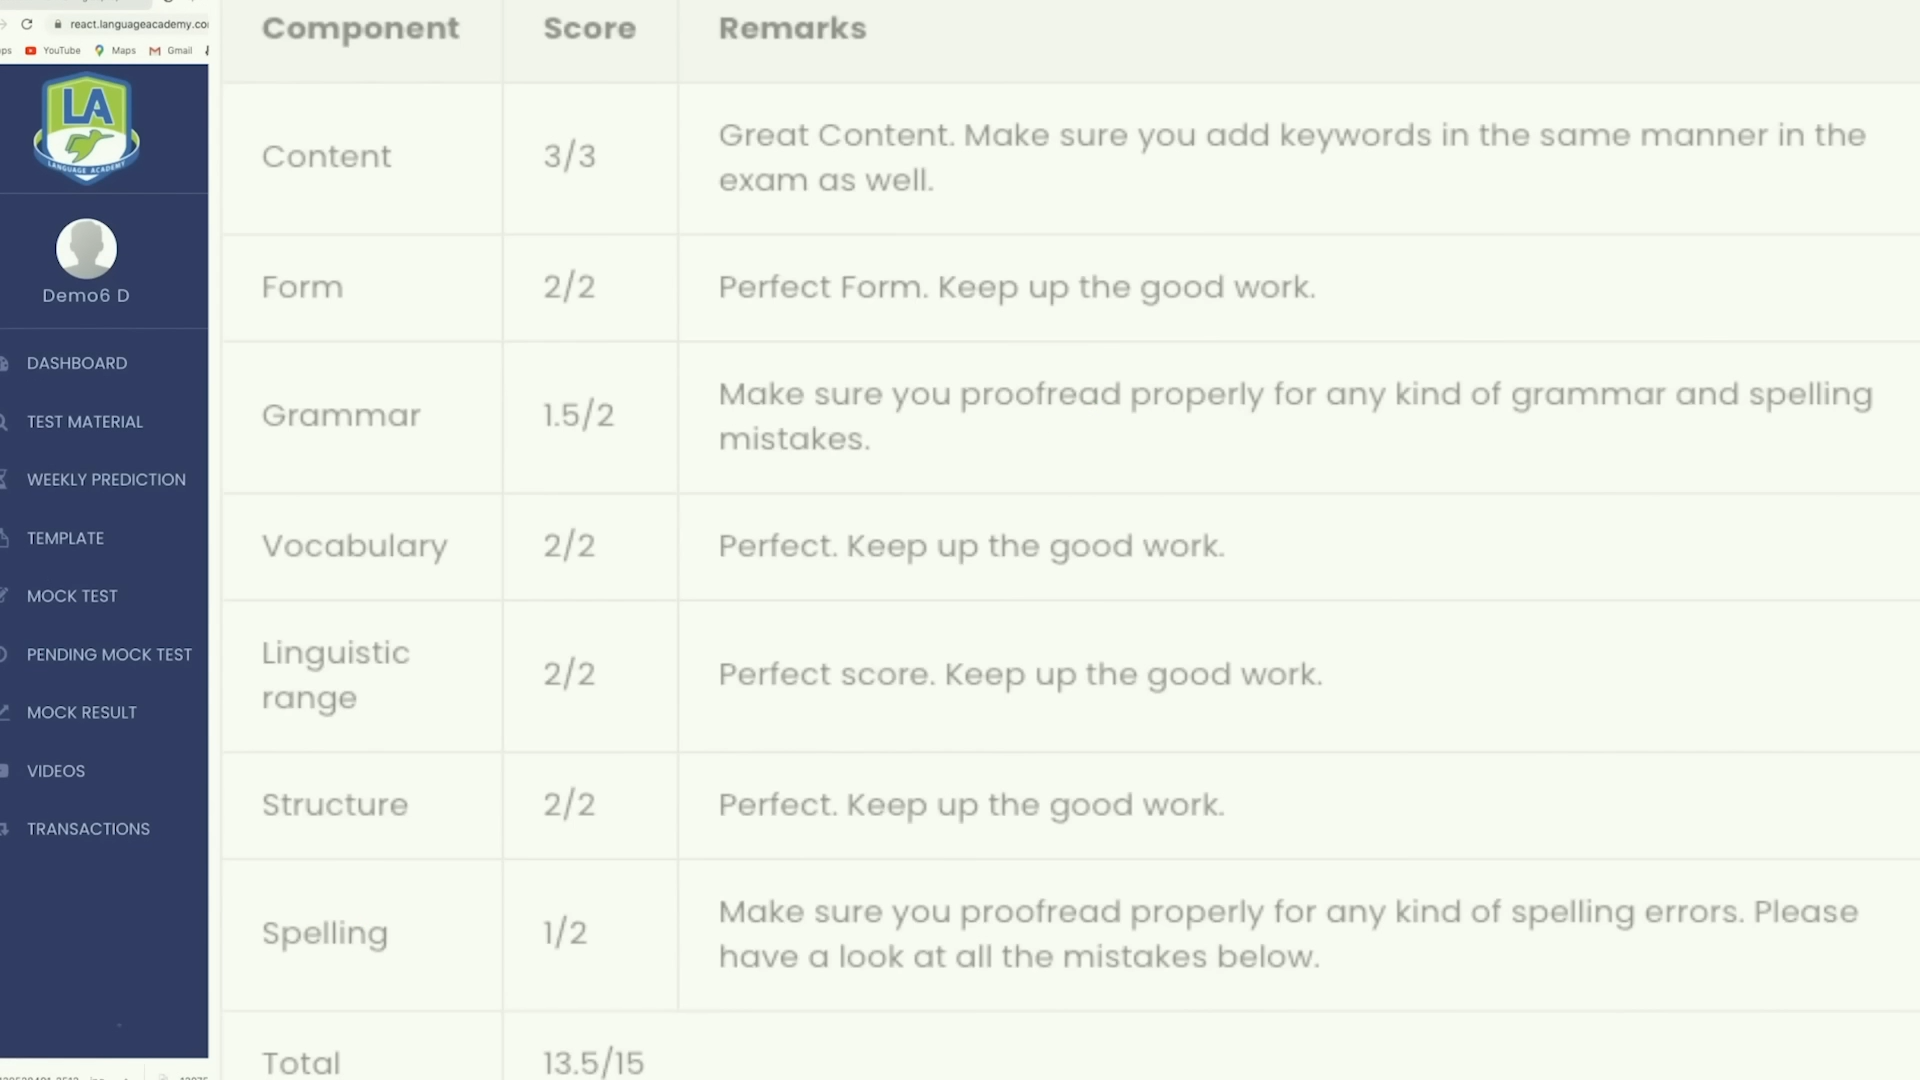 react.languageacademy.co
YouTube Maps Gmail
LA
LANGUAGE ACADEMY
Demo6 D
DASHBOARD
TEST MATERIAL
WEEKLY PREDICTION
TEMPLATE
MOCK TEST
PENDING MOCK TEST
MOCK RESULT
VIDEOS
TRANSACTIONS
Component Score Remarks
Content 3/3 Great Content. Make sure you add keywords in the same manner in the
exam as well.
Form 2/2 Perfect Form. Keep up the good work.
Grammar 1.5/2 Make sure you proofread properly for any kind of grammar and spelling
mistakes.
Vocabulary 2/2 Perfect. Keep up the good work.
Linguistic
range 2/2 Perfect score. Keep up the good work.
Structure 2/2 Perfect. Keep up the good work.
Spelling 1/2 Make sure you proofread properly for any kind of spelling errors. Please
have a look at all the mistakes below.
Total 13.5/15